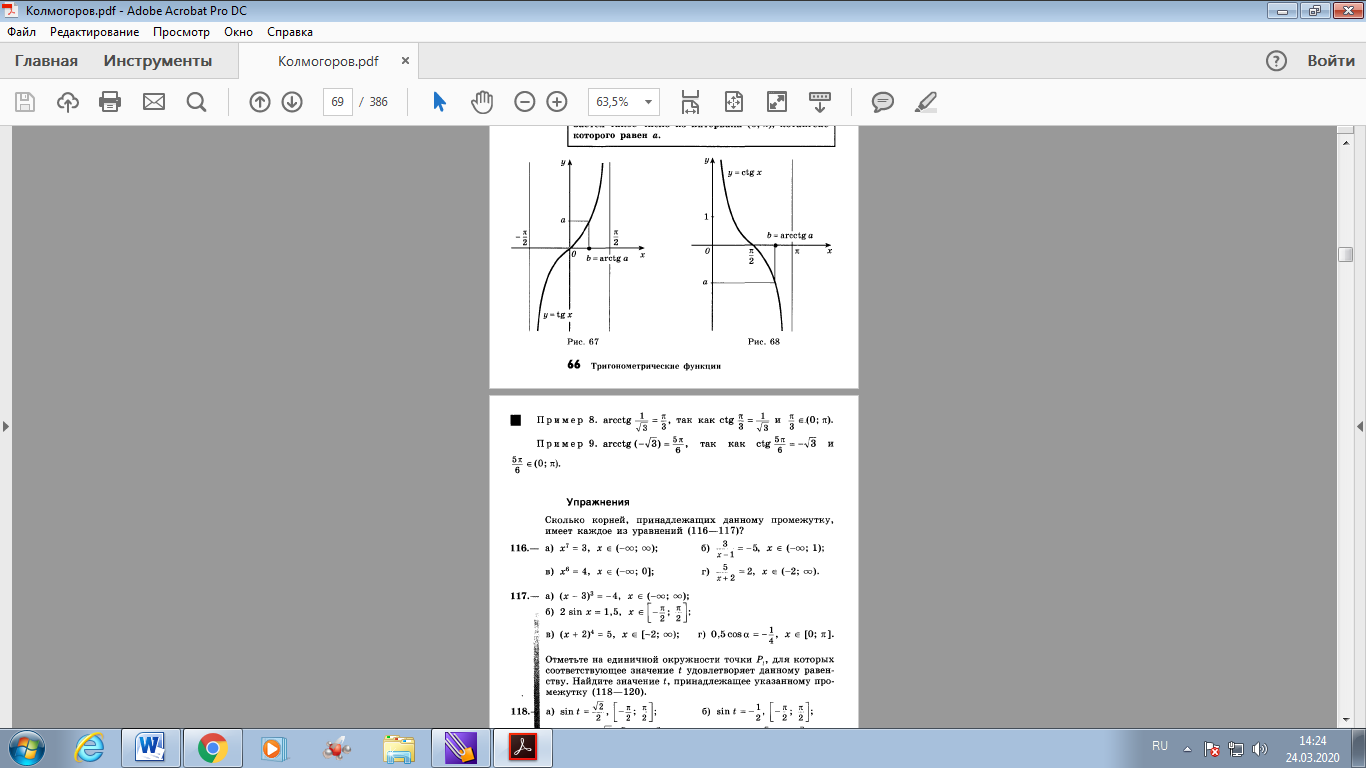 Колмогоров.pdf - Adobe Acrobat Pro DC
Файл Редактирование Просмотр Окно Справка
Главная Инструменты Колмогоров.pdf × ? Войти
69 / 386 63,5%
которого равен a.
y
a
-π/2
π/2
0
b = arctg a
x
y = tg x
Рис. 67
y
y = ctg x
1
b = arcctg a
0
π/2
π
x
a
Рис. 68
66 Тригонометрические функции
Пример 8. arcctg 1/√3 = π/3, так как ctg π/3 = 1/√3 и π/3 ∈ (0; π).
Пример 9. arcctg (−√3) = 5π/6, так как ctg 5π/6 = −√3 и
5π/6 ∈ (0; π).
Упражнения
Сколько корней, принадлежащих данному промежутку,
имеет каждое из уравнений (116—117)?
116.— а) x⁷ = 3, x ∈ (−∞; ∞); б) 3/(x−1) = −5, x ∈ (−∞; 1);
в) x⁶ = 4, x ∈ (−∞; 0]; г) 5/(x+2) = 2, x ∈ (−2; ∞).
117.— а) (x − 3)³ = −4, x ∈ (−∞; ∞);
б) 2 sin x = 1,5, x ∈ [−π/2; π/2];
в) (x + 2)⁴ = 5, x ∈ [−2; ∞); г) 0,5 cos α = −1/4, x ∈ [0; π].
Отметьте на единичной окружности точки Pₜ, для которых
соответствующее значение t удовлетворяет данному равен-
ству. Найдите значение t, принадлежащее указанному про-
межутку (118—120).
118.— а) sin t = √2/2, [−π/2; π/2]; б) sin t = −1/2, [−π/2; π/2];
RU
14:24
24.03.2020